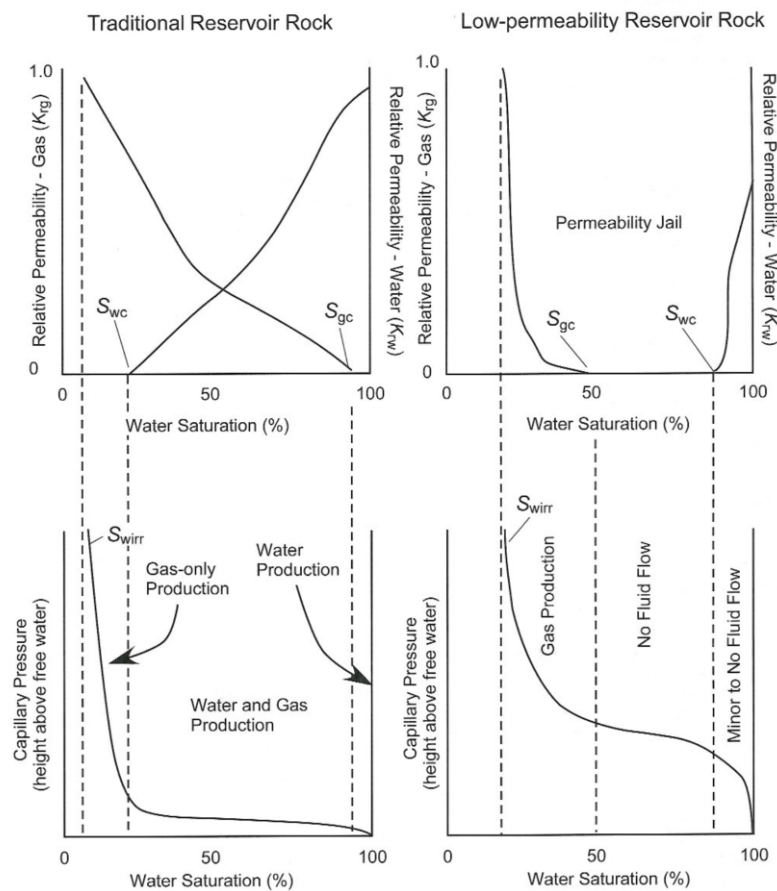 Traditional Reservoir Rock
Low-permeability Reservoir Rock
1.0
Relative Permeability - Gas (Krg)
0
Swc
Sgc
Relative Permeability - Water (Krw)
0
50
100
Water Saturation (%)
1.0
Relative Permeability - Gas (Krg)
0
Permeability Jail
Sgc
Swc
Relative Permeability - Water (Krw)
0
50
100
Water Saturation (%)
Capillary Pressure
(height above free water)
Swirr
Gas-only
Production
Water
Production
Water and Gas
Production
0
50
100
Water Saturation (%)
Capillary Pressure
(height above free water)
Swirr
Gas Production
No Fluid Flow
Minor to No Fluid Flow
0
50
100
Water Saturation (%)